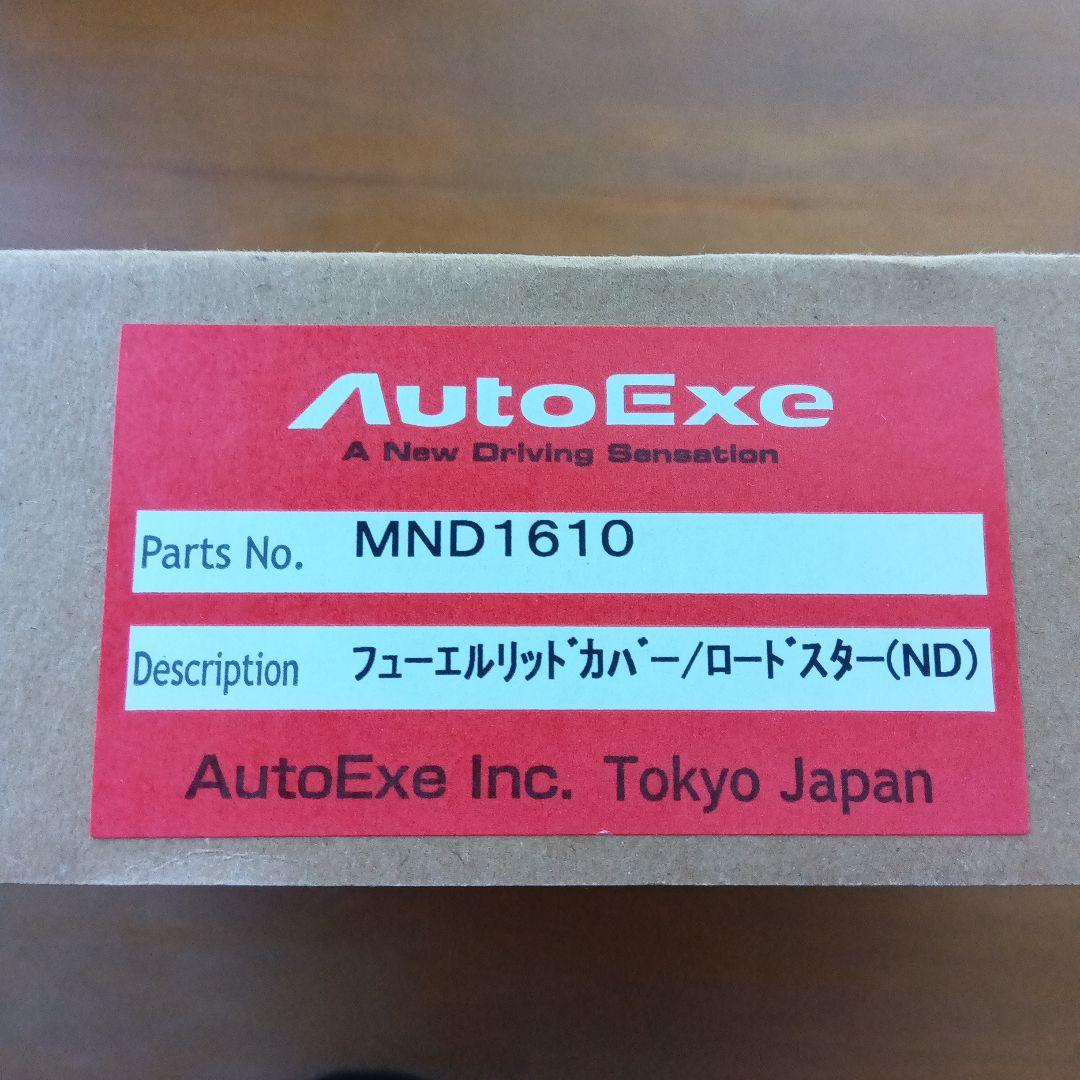 AutoExe
A New Driving Sensation
Parts No. MND1610
Description フューエルリッドカバー/ロードスター(ND)
AutoExe Inc. Tokyo Japan